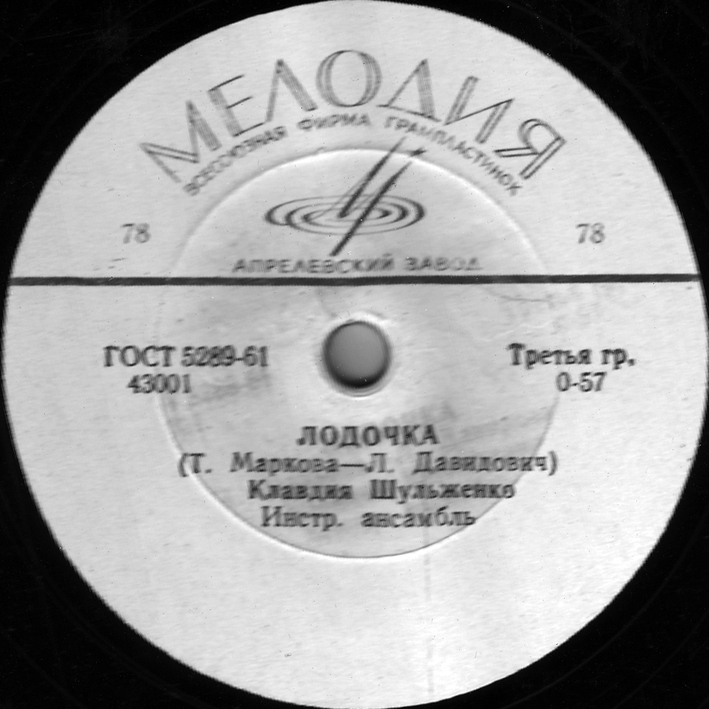 МЕЛОДИЯ
ВСЕСОЮЗНАЯ ФИРМА ГРАМПЛАСТИНОК
78 78
АПРЕЛЕВСКИЙ ЗАВОД
ГОСТ 5289-61 Третья гр.
43001 0-57
ЛОДОЧКА
(Т. Маркова—Л. Давидович)
Клавдия Шульженко
Инстр. ансамбль